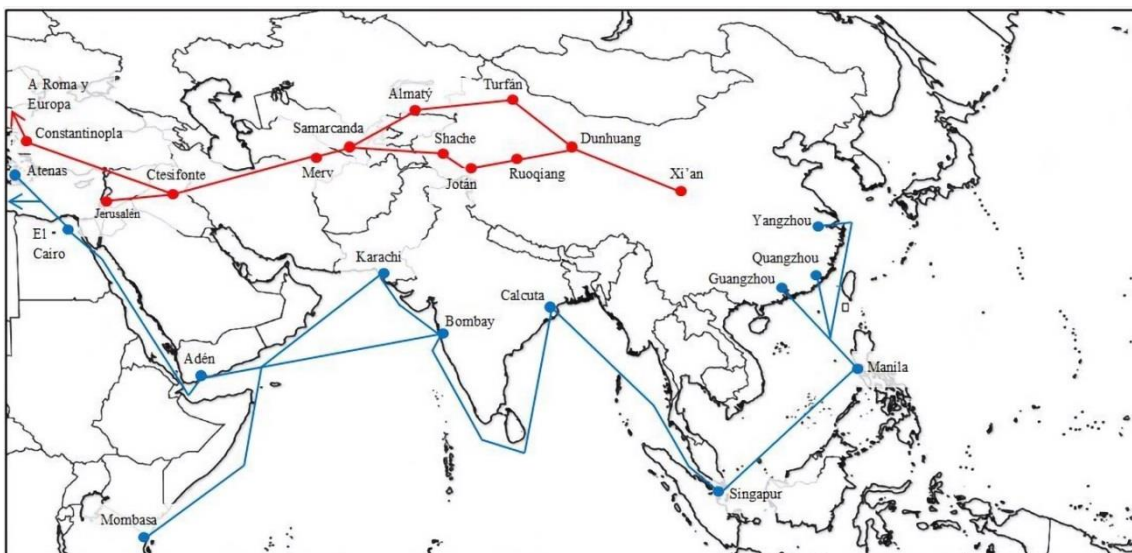 A Roma y
Europa
Constantinopla
Atenas
Ctesifonte
Jerusalén
El -
Cairo
Samarcanda
Merv
Almatý
Turfán
Shache
Jotán
Ruoqiang
Dunhuang
Xi’an
Yangzhou
Quangzhou
Guangzhou
Karachi
Calcuta
Bombay
Adén
Manila
Singapur
Mombasa